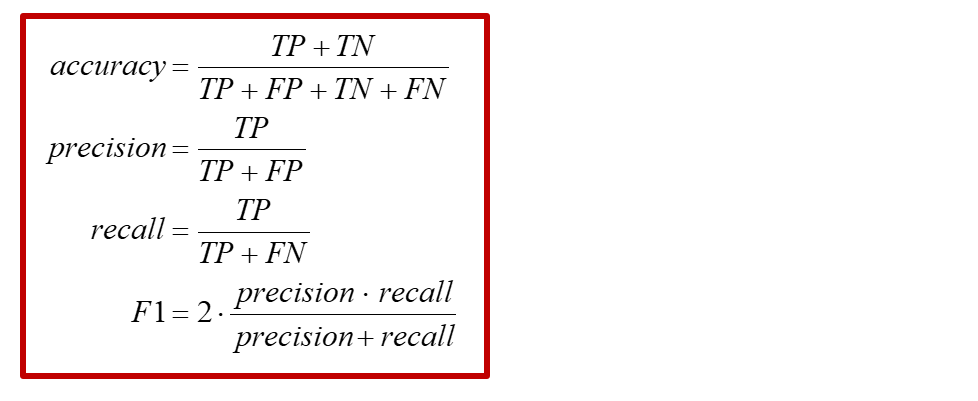 accuracy = TP + TN / TP + FP + TN + FN
precision = TP / TP + FP
recall = TP / TP + FN
F1 = 2 · precision · recall / precision + recall